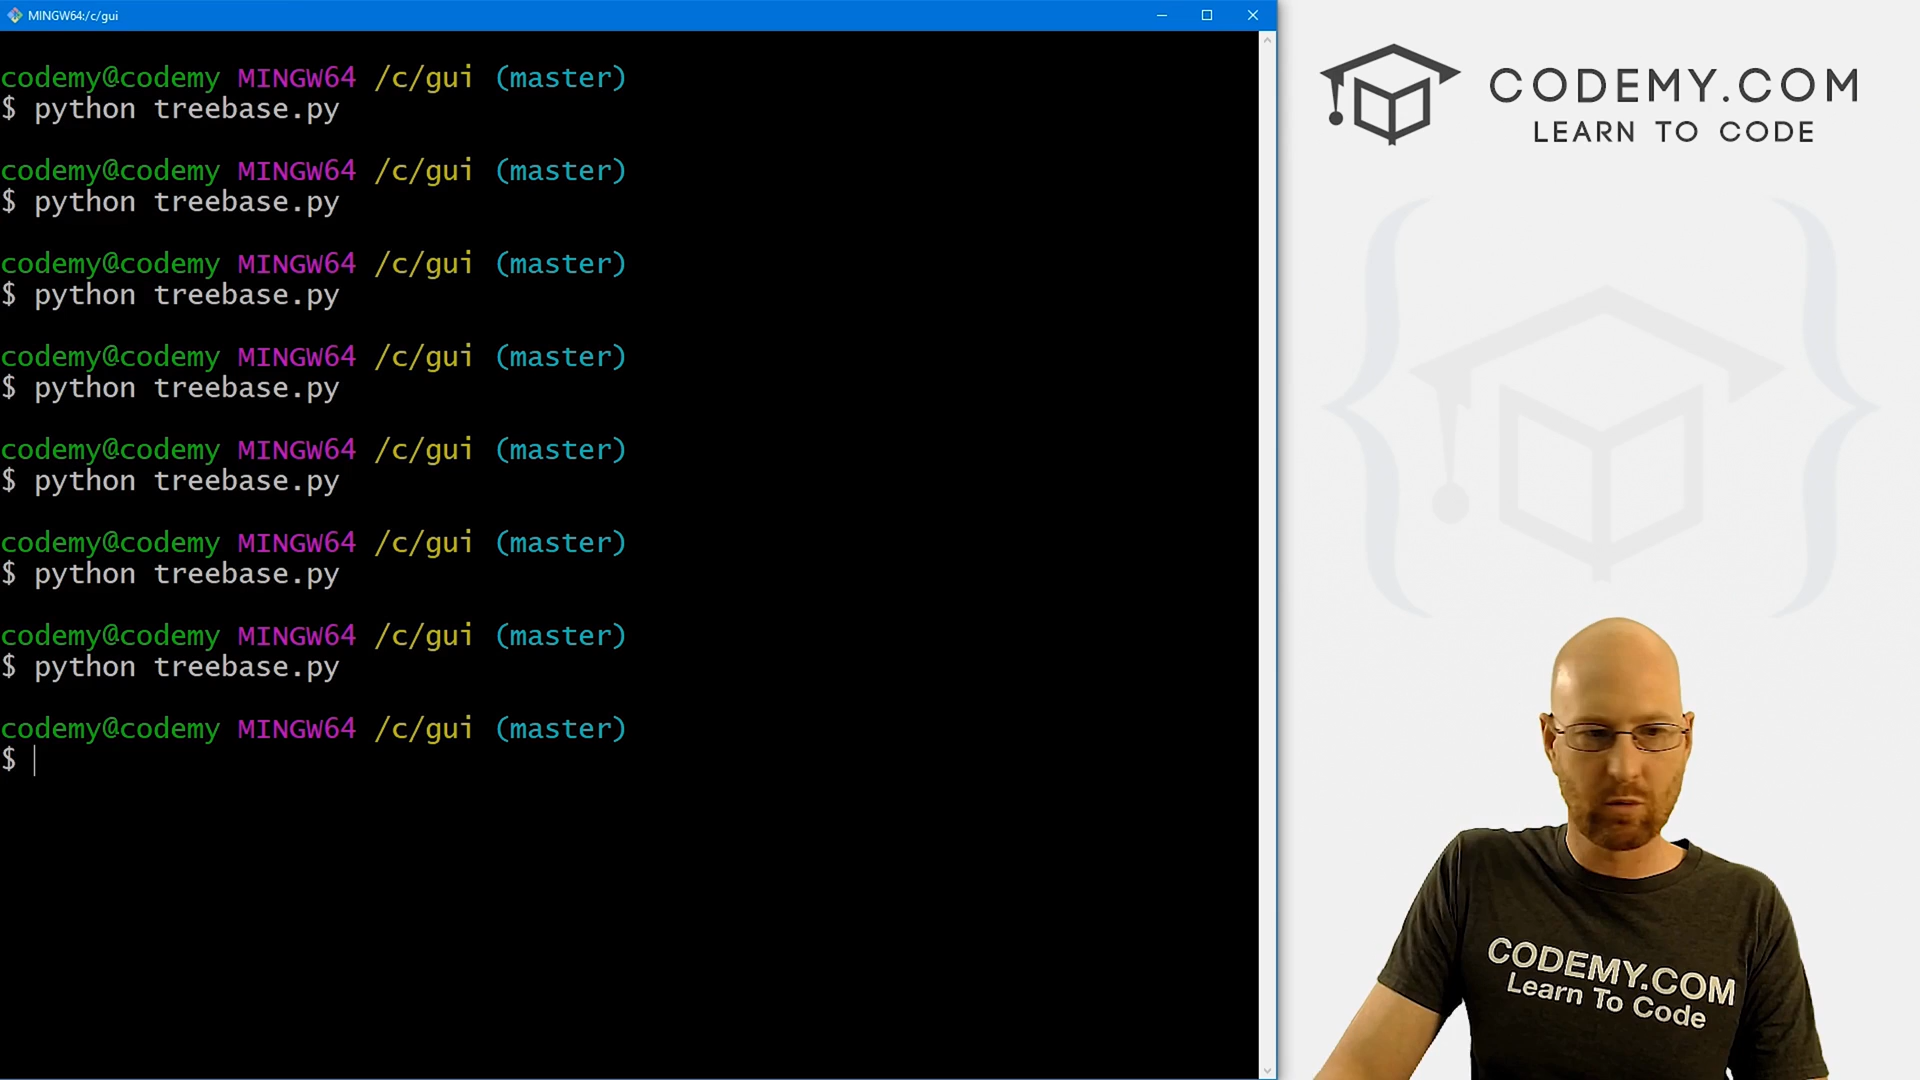 MINGW64:/c/gui
codemy@codemy MINGW64 /c/gui (master)
$ python treebase.py
codemy@codemy MINGW64 /c/gui (master)
$ python treebase.py
codemy@codemy MINGW64 /c/gui (master)
$ python treebase.py
codemy@codemy MINGW64 /c/gui (master)
$ python treebase.py
codemy@codemy MINGW64 /c/gui (master)
$ python treebase.py
codemy@codemy MINGW64 /c/gui (master)
$ python treebase.py
codemy@codemy MINGW64 /c/gui (master)
$ python treebase.py
codemy@codemy MINGW64 /c/gui (master)
$
CODEMY.COM
LEARN TO CODE
CODEMY.COM
Learn To Code